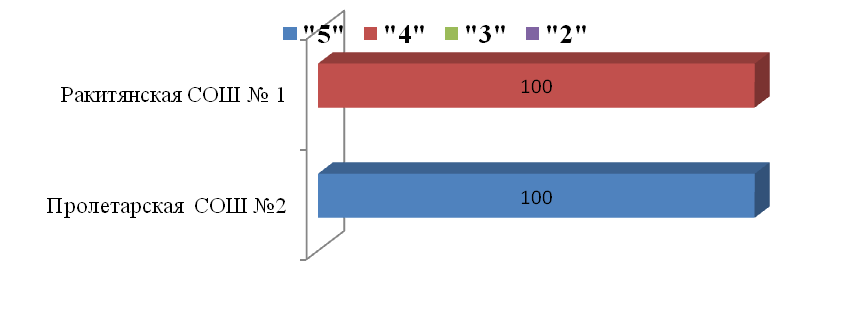 "5" "4" "3" "2"
Ракитянская СОШ № 1
100
Пролетарская СОШ №2
100